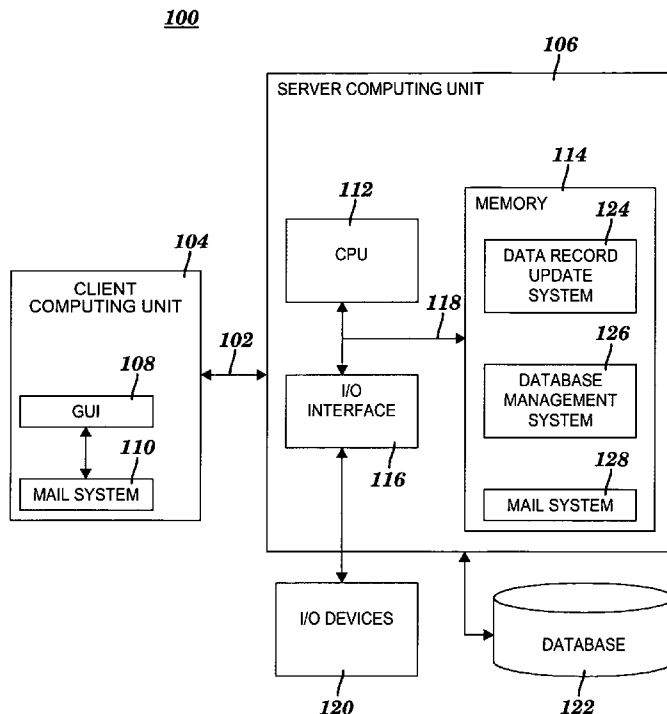 100
106
SERVER COMPUTING UNIT
114
MEMORY
112
CPU
124
DATA RECORD
UPDATE
SYSTEM
104
CLIENT
COMPUTING UNIT
118
102
126
DATABASE
MANAGEMENT
SYSTEM
108
GUI
I/O
INTERFACE
116
110
MAIL SYSTEM
128
MAIL SYSTEM
I/O DEVICES
120
DATABASE
122